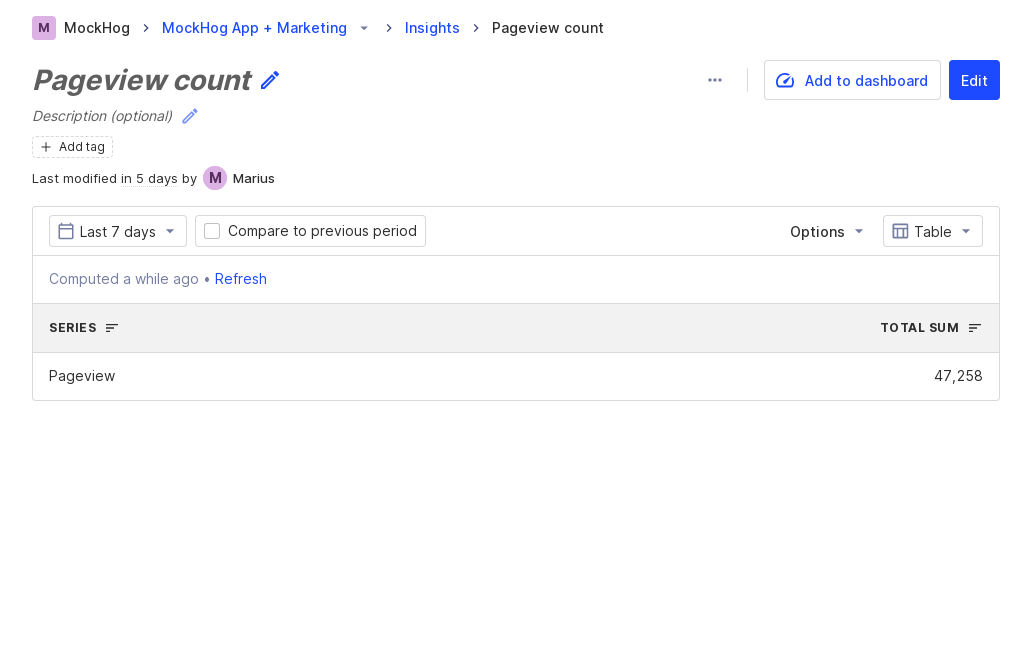 M MockHog > MockHog App + Marketing > Insights > Pageview count
Pageview count
Add to dashboard
Edit
Description (optional)
+ Add tag
Last modified in 5 days by M Marius
Last 7 days
Compare to previous period
Options
Table
Computed a while ago • Refresh
SERIES
TOTAL SUM
Pageview
47,258